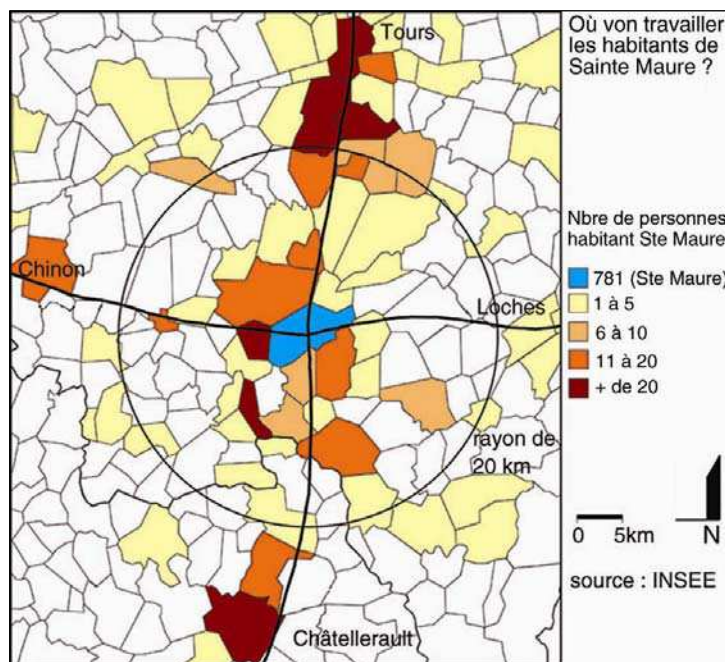 Où von travailler
les habitants de
Sainte Maure ?
Tours
Chinon
Loches
rayon de
20 km
Châtellerault
Nbre de personnes
habitant Ste Maure
781 (Ste Maure)
1 à 5
6 à 10
11 à 20
+ de 20
0 5km
N
source : INSEE